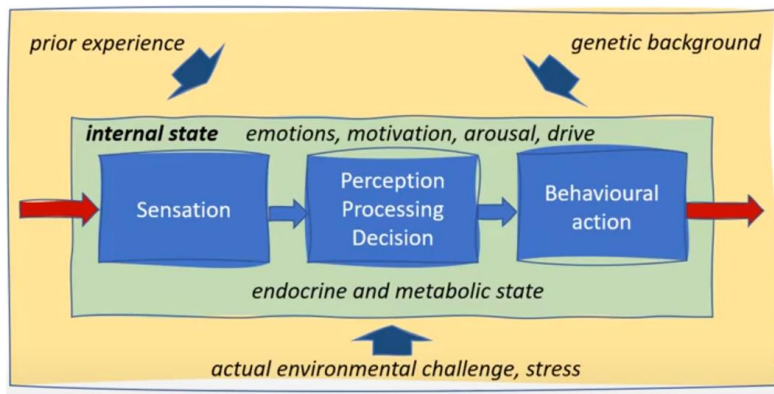 prior experience
genetic background
internal state emotions, motivation, arousal, drive
Sensation
Perception
Processing
Decision
Behavioural
action
endocrine and metabolic state
actual environmental challenge, stress